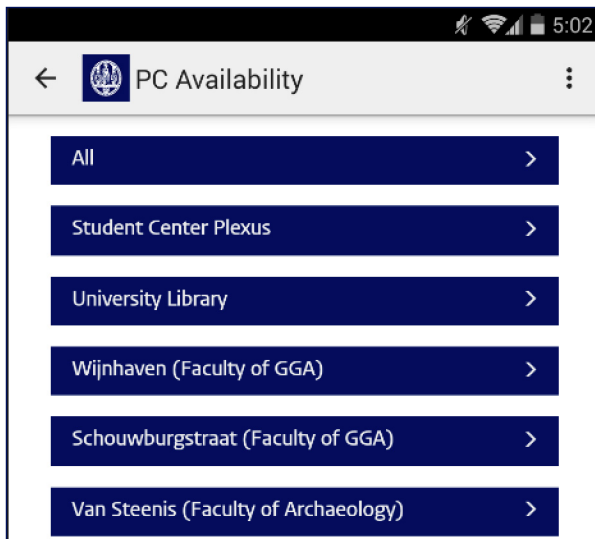 5:02
PC Availability
All
Student Center Plexus
University Library
Wijnhaven (Faculty of GGA)
Schouwburgstraat (Faculty of GGA)
Van Steenis (Faculty of Archaeology)